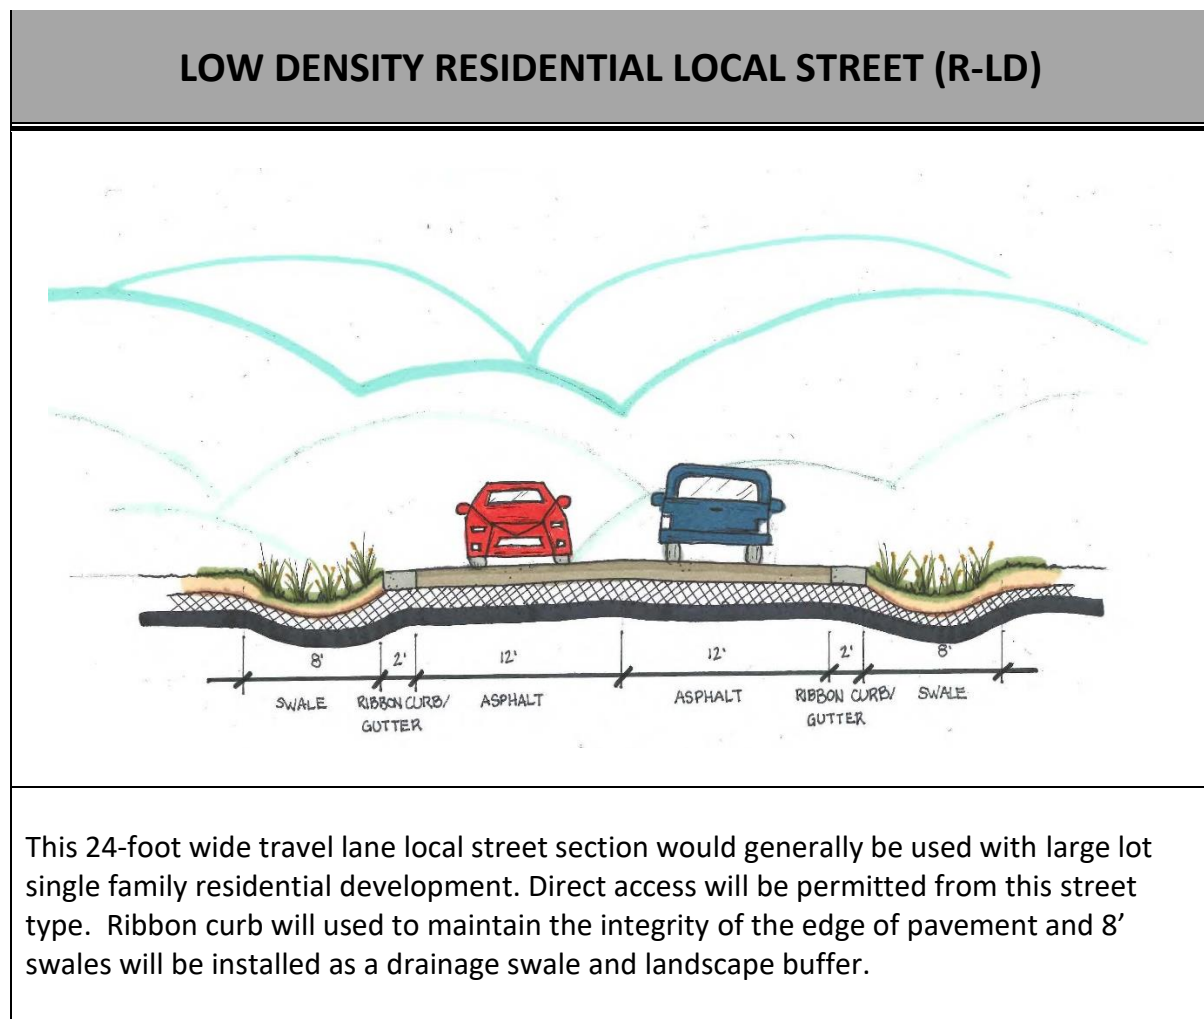 LOW DENSITY RESIDENTIAL LOCAL STREET (R-LD)
8' 2' 12' 12' 2' 8'
SWALE RIBBON CURB/ ASPHALT ASPHALT RIBBON CURB/ SWALE
GUTTER GUTTER
This 24-foot wide travel lane local street section would generally be used with large lot
single family residential development. Direct access will be permitted from this street
type.  Ribbon curb will used to maintain the integrity of the edge of pavement and 8’
swales will be installed as a drainage swale and landscape buffer.